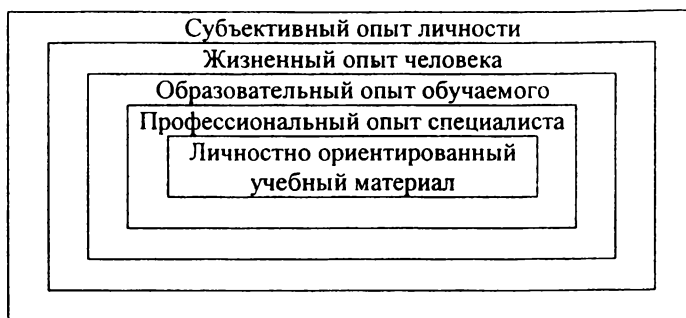 Субъективный опыт личности
Жизненный опыт человека
Образовательный опыт обучаемого
Профессиональный опыт специалиста
Личностно ориентированный
учебный материал